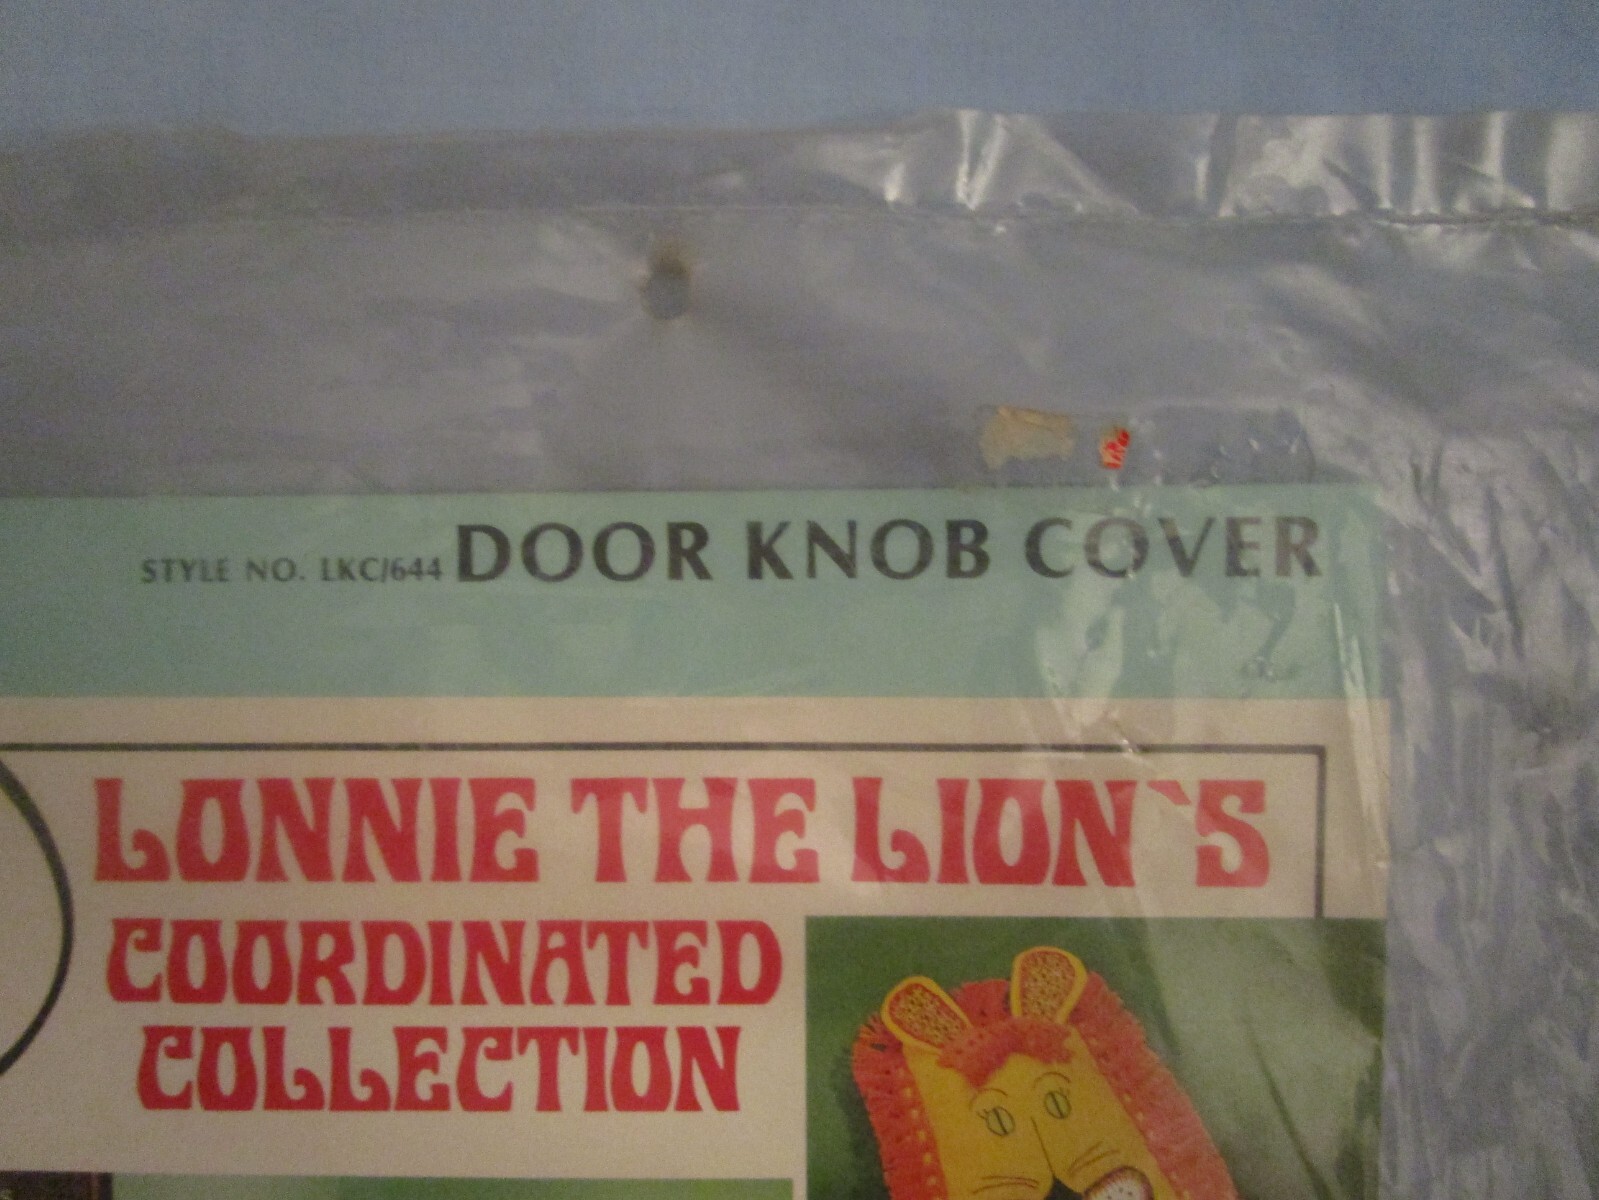 STYLE NO. LKC/644 DOOR KNOB COVER
LONNIE THE LION`S
COORDINATED
COLLECTION